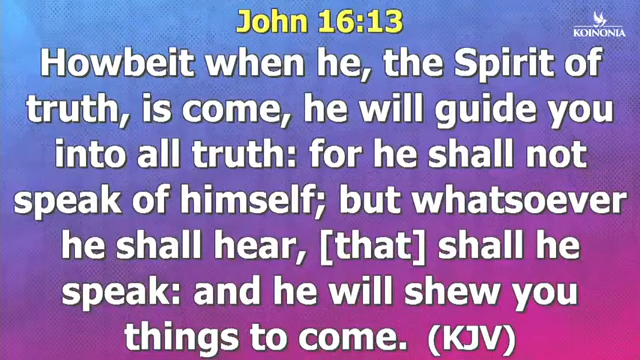 John 16:13
KOINONIA
Howbeit when he, the Spirit of
truth, is come, he will guide you
into all truth: for he shall not
speak of himself; but whatsoever
he shall hear, [that] shall he
speak: and he will shew you
things to come. (KJV)